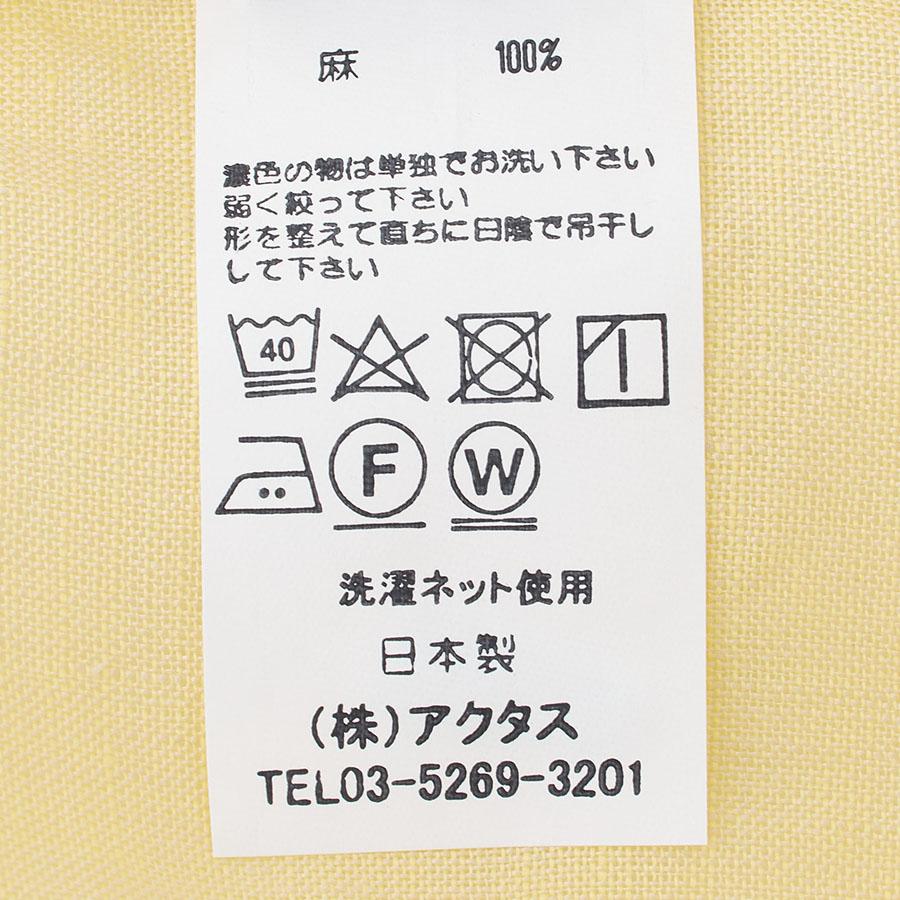 麻 100%
濃色の物は単独でお洗い下さい
弱く絞って下さい
形を整えて直ちに日陰で吊干し
して下さい
40
F W
洗濯ネット使用
日本製
(株)アクタス
TEL03-5269-3201